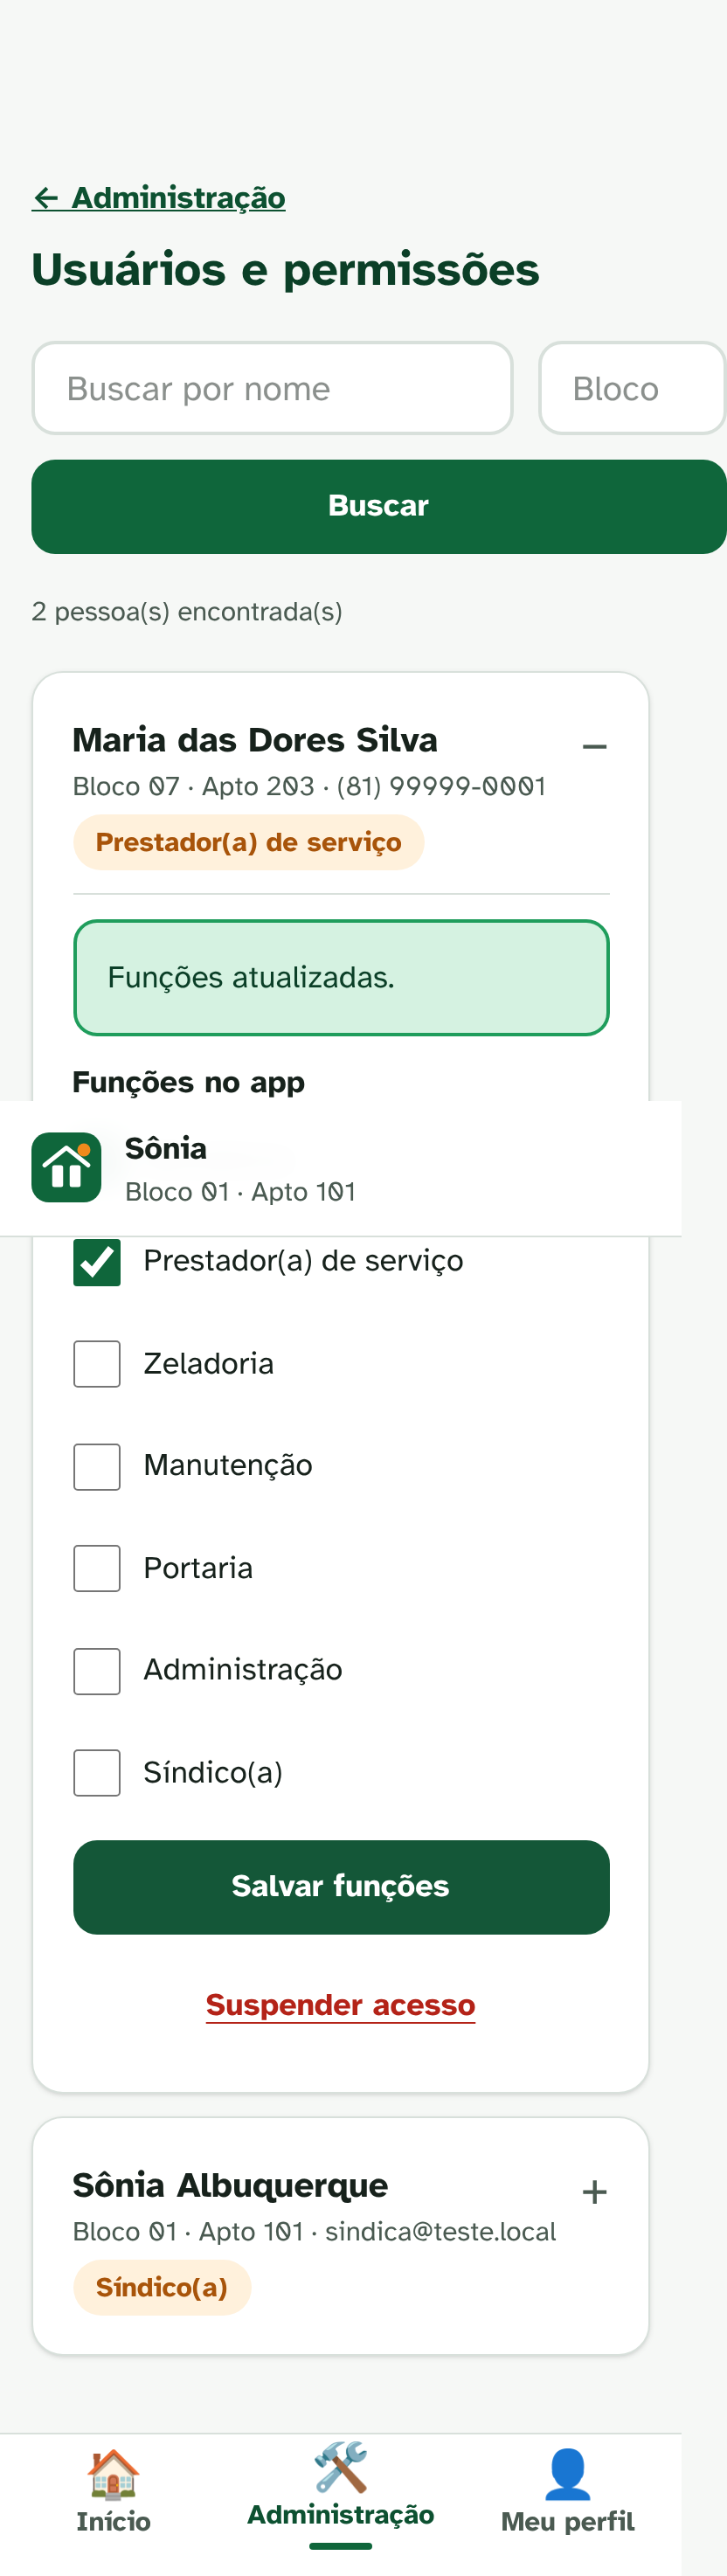 ← Administração
Usuários e permissões
Buscar por nome
Bloco
Buscar
2 pessoa(s) encontrada(s)
Maria das Dores Silva
–
Bloco 07 · Apto 203 · (81) 99999-0001
Prestador(a) de serviço
Funções atualizadas.
Funções no app
Sônia
Bloco 01 · Apto 101
Prestador(a) de serviço
Zeladoria
Manutenção
Portaria
Administração
Síndico(a)
Salvar funções
Suspender acesso
Sônia Albuquerque
+
Bloco 01 · Apto 101 · sindica@teste.local
Síndico(a)
Início
Administração
Meu perfil